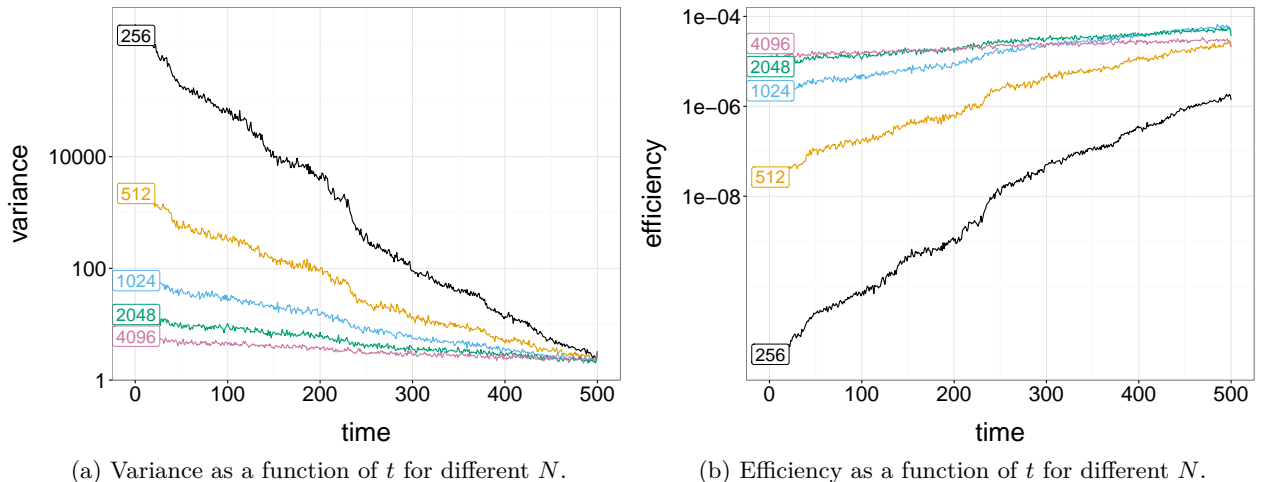 256
10000
512
100
1024
2048
4096
1
0 100 200 300 400 500
variance
time
(a) Variance as a function of t for different N.
1e−04
4096
2048
1024
1e−06
512
1e−08
256
0 100 200 300 400 500
efficiency
time
(b) Efficiency as a function of t for different N.